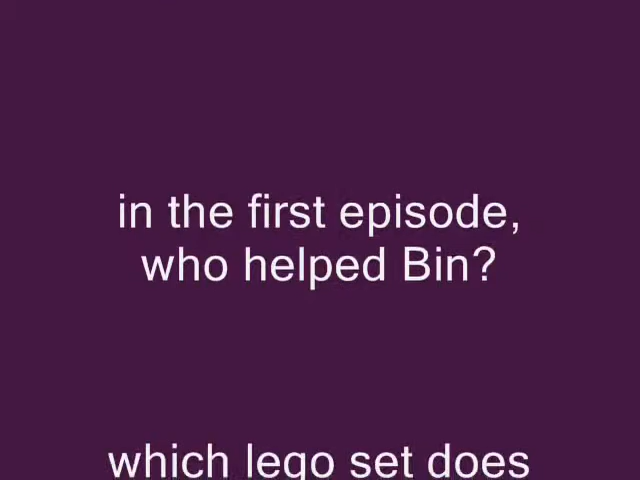 in the first episode,
who helped Bin?
which lego set does